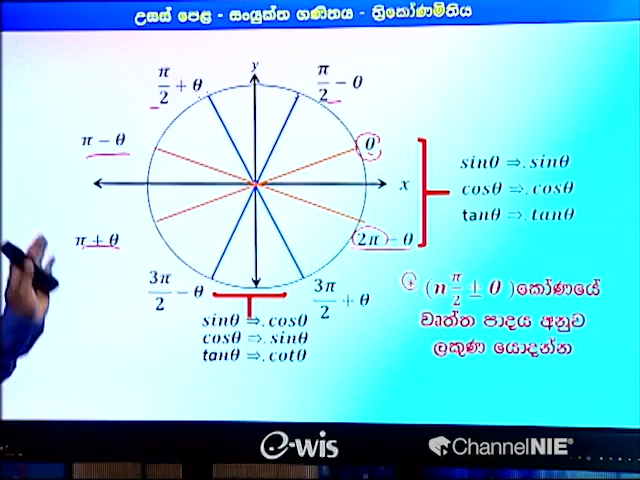 උසස් පෙළ - සංයුක්ත ගණිතය - ත්‍රිකෝණමිතිය
y
π/2 + θ
π/2 − θ
π − θ
θ
x
π + θ
2π − θ
3π/2 − θ
3π/2 + θ
sinθ ⇒. sinθ
cosθ ⇒. cosθ
tanθ ⇒. tanθ
sinθ ⇒. cosθ
cosθ ⇒. sinθ
tanθ ⇒. cotθ
(n π/2 ± θ )කෝණයේ
වෘත්ත පාදය අනුව
ලකුණ යොදන්න
e-wis
ChannelNIE